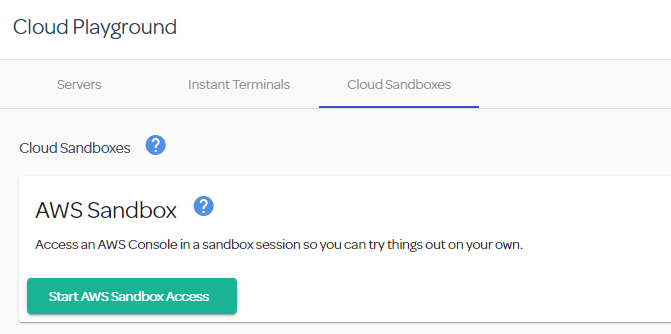 Cloud Playground
Servers Instant Terminals Cloud Sandboxes
Cloud Sandboxes ?
AWS Sandbox ?
Access an AWS Console in a sandbox session so you can try things out on your own.
Start AWS Sandbox Access